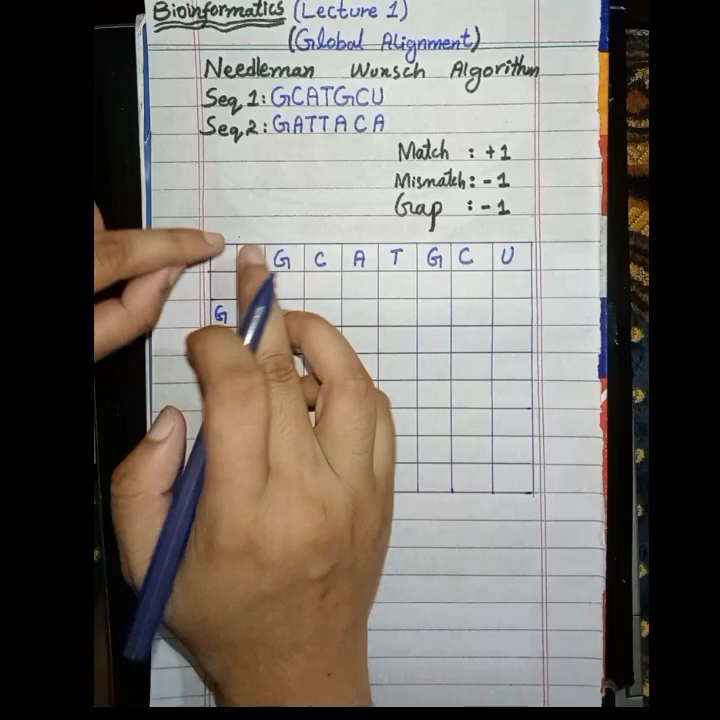 Bioinformatics (Lecture 1)
(Global Alignment)
Needleman Wunsch Algorithm
Seq 1: GCATGCU
Seq 2: GATTACA
Match : +1
Mismatch : -1
Gap : -1
G C A T G C U
G